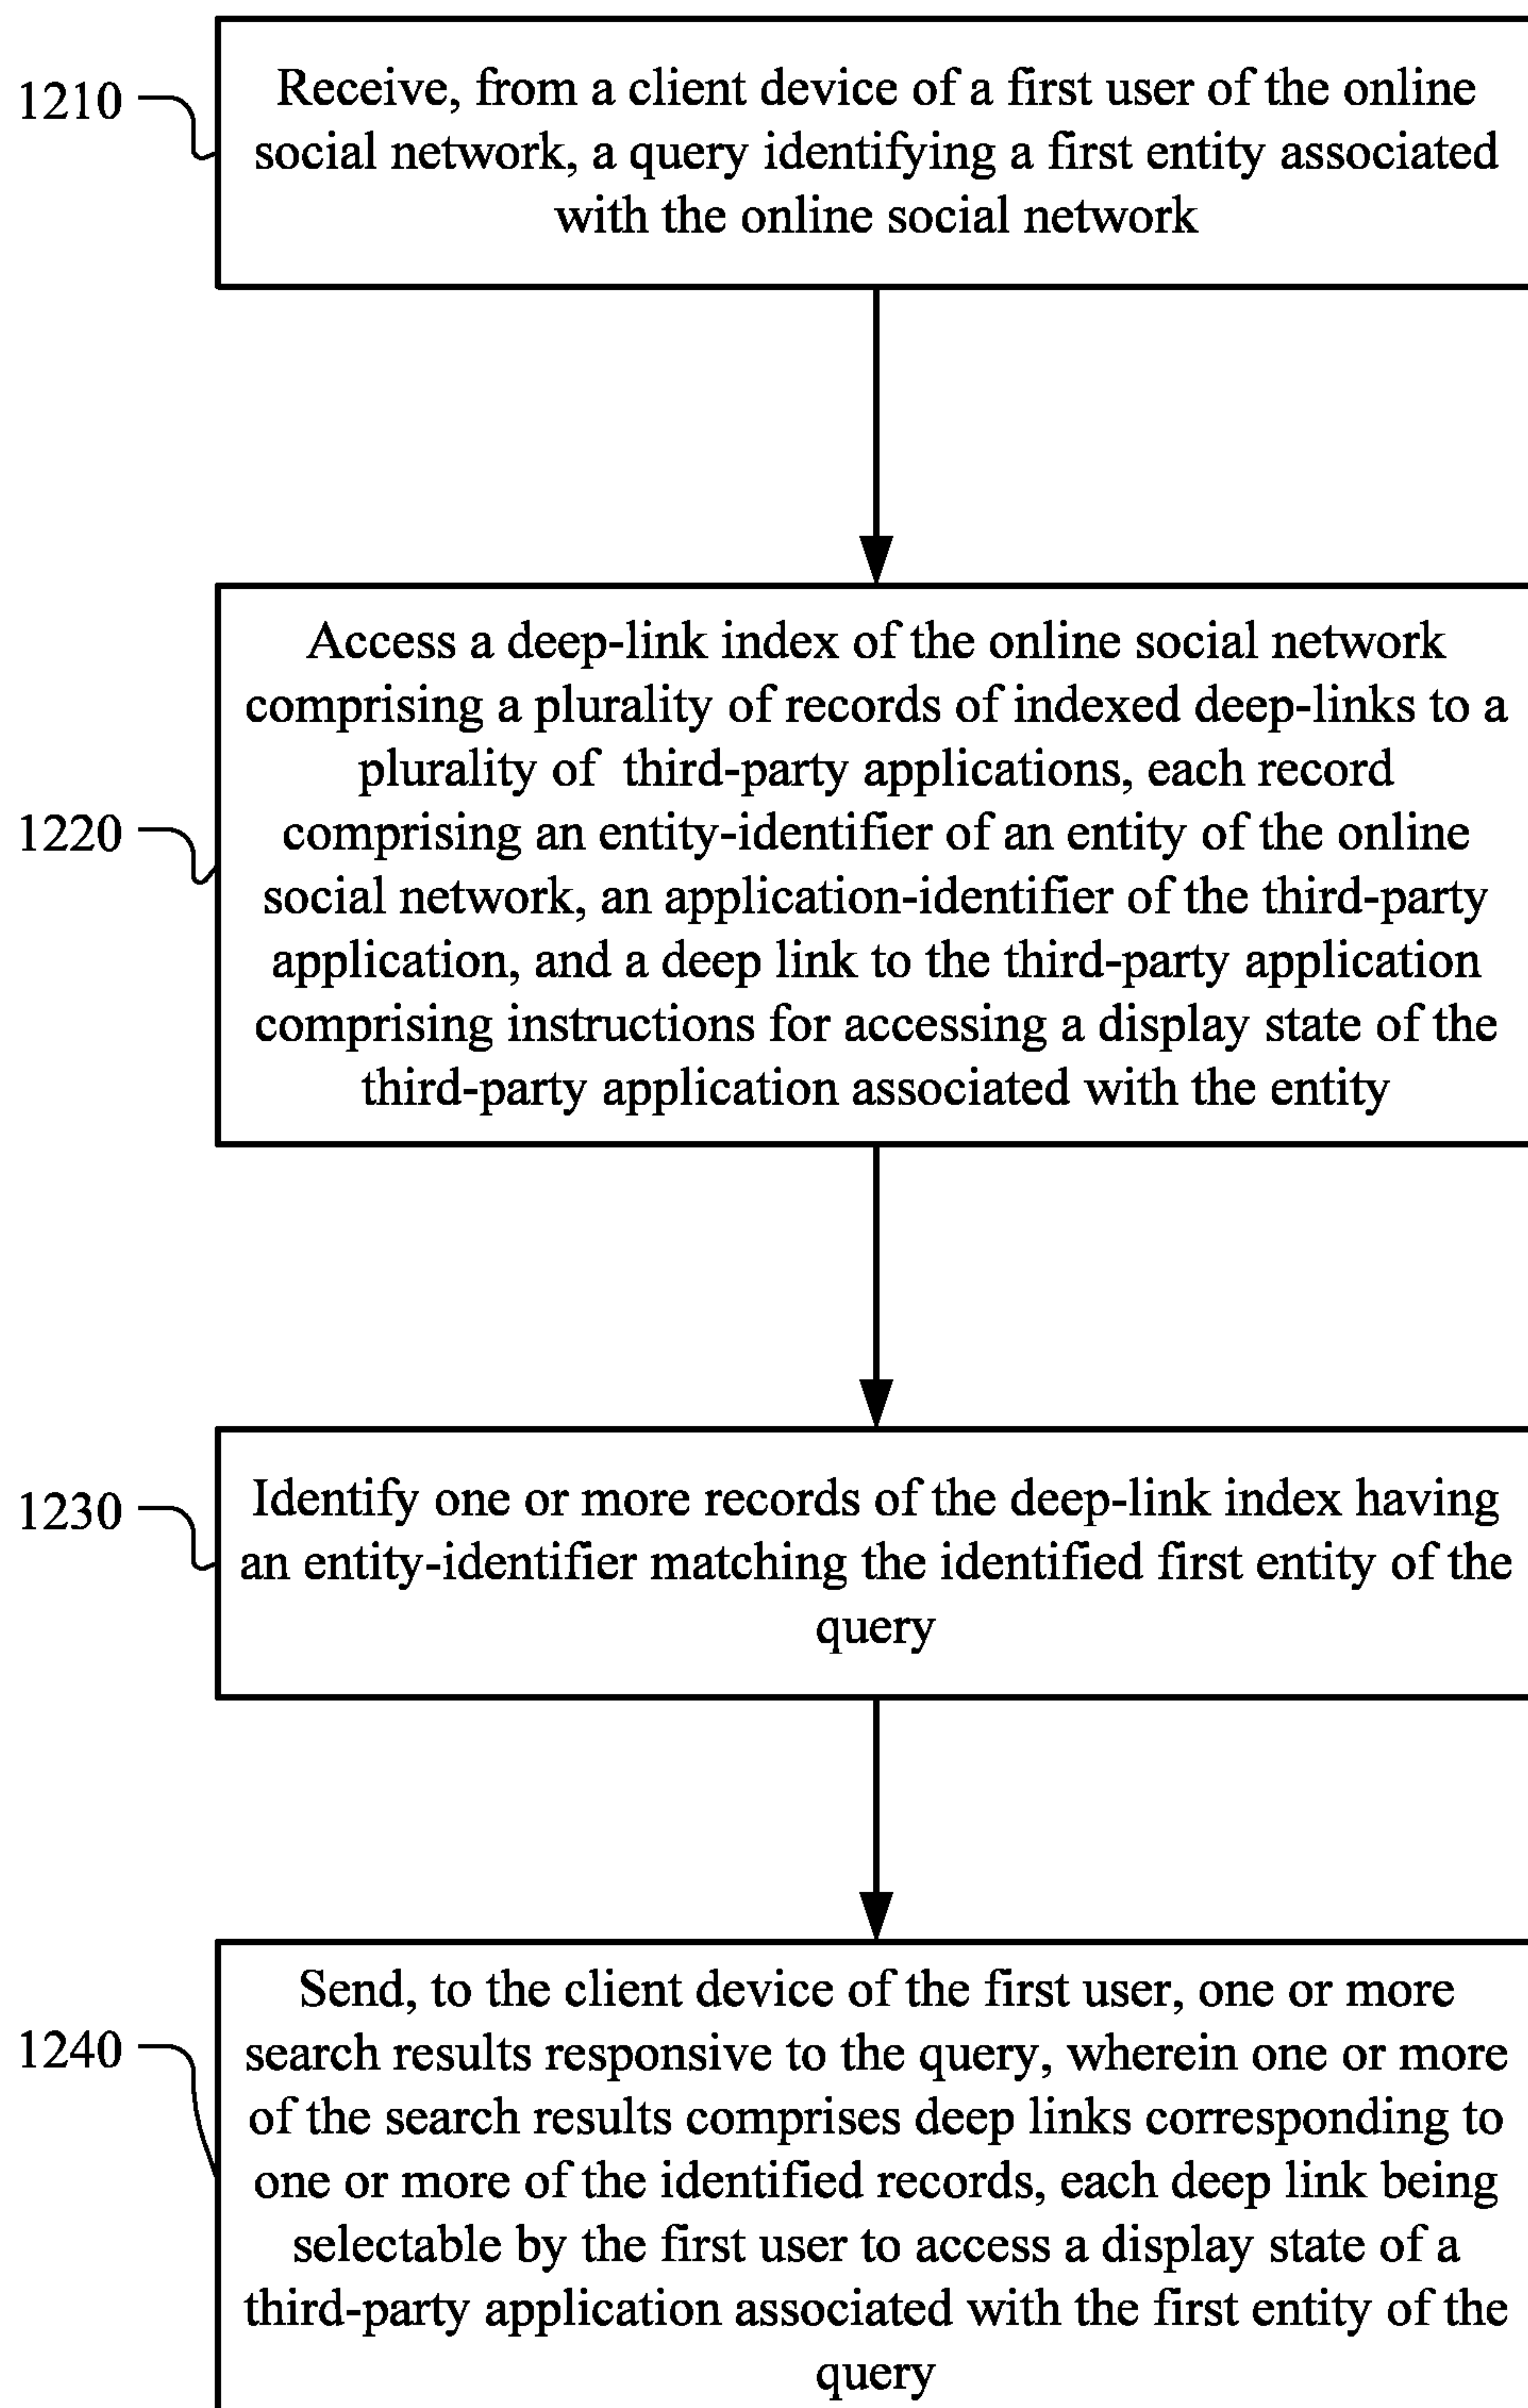 1210
Receive, from a client device of a first user of the online
social network, a query identifying a first entity associated
with the online social network
1220
Access a deep-link index of the online social network
comprising a plurality of records of indexed deep-links to a
plurality of third-party applications, each record
comprising an entity-identifier of an entity of the online
social network, an application-identifier of the third-party
application, and a deep link to the third-party application
comprising instructions for accessing a display state of the
third-party application associated with the entity
1230
Identify one or more records of the deep-link index having
an entity-identifier matching the identified first entity of the
query
1240
Send, to the client device of the first user, one or more
search results responsive to the query, wherein one or more
of the search results comprises deep links corresponding to
one or more of the identified records, each deep link being
selectable by the first user to access a display state of a
third-party application associated with the first entity of the
query